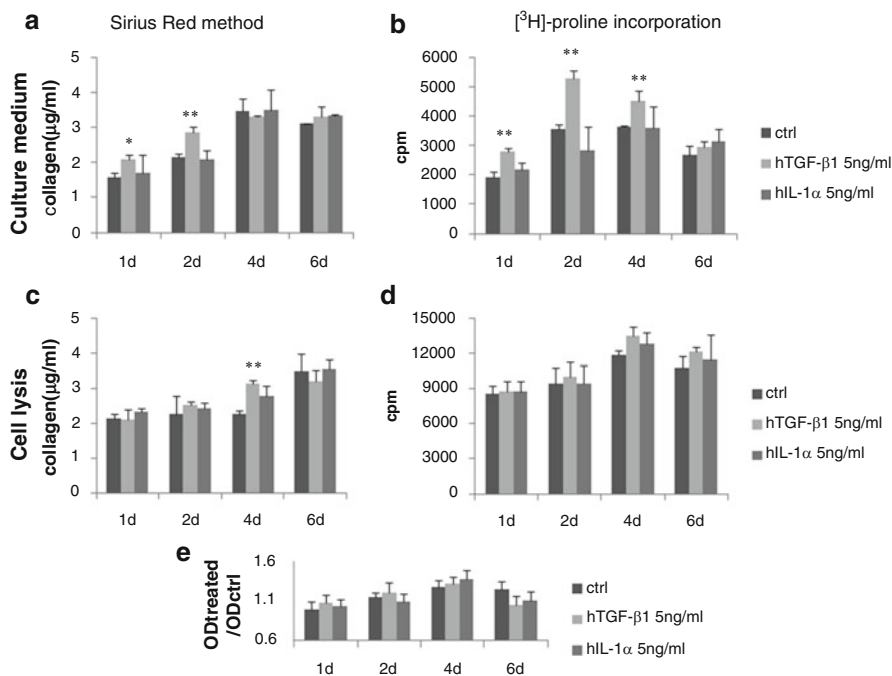 a Sirius Red method
b [³H]-proline incorporation
Culture medium
collagen(μg/ml)
5
4
3
2
1
0
*
**
1d 2d 4d 6d
cpm
6000
5000
4000
3000
2000
1000
0
**
**
**
1d 2d 4d 6d
ctrl
hTGF-β1 5ng/ml
hIL-1α 5ng/ml
c
Cell lysis
collagen(μg/ml)
5
4
3
2
1
0
**
1d 2d 4d 6d
d
cpm
15000
12000
9000
6000
3000
0
1d 2d 4d 6d
ctrl
hTGF-β1 5ng/ml
hIL-1α 5ng/ml
e
ODtreated
/ODctrl
1.6
1.1
0.6
1d 2d 4d 6d
ctrl
hTGF-β1 5ng/ml
hIL-1α 5ng/ml